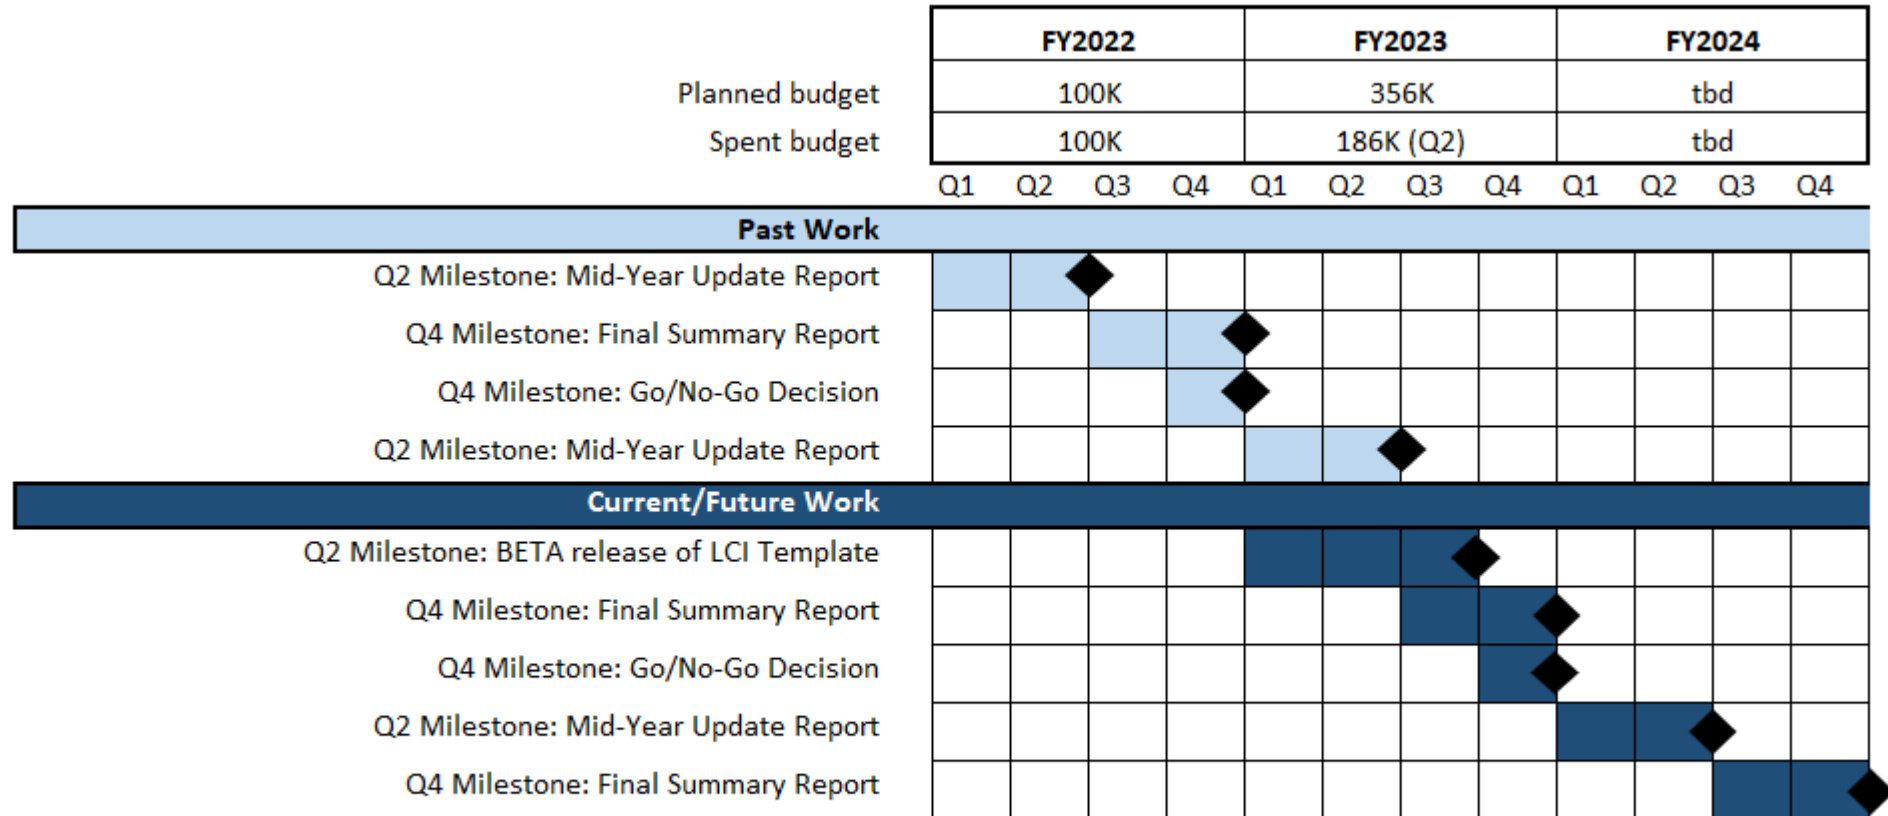 FY2022 FY2023 FY2024
Planned budget 100K 356K tbd
Spent budget 100K 186K (Q2) tbd
Q1 Q2 Q3 Q4 Q1 Q2 Q3 Q4 Q1 Q2 Q3 Q4
Past Work
Q2 Milestone: Mid-Year Update Report
Q4 Milestone: Final Summary Report
Q4 Milestone: Go/No-Go Decision
Q2 Milestone: Mid-Year Update Report
Current/Future Work
Q2 Milestone: BETA release of LCI Template
Q4 Milestone: Final Summary Report
Q4 Milestone: Go/No-Go Decision
Q2 Milestone: Mid-Year Update Report
Q4 Milestone: Final Summary Report